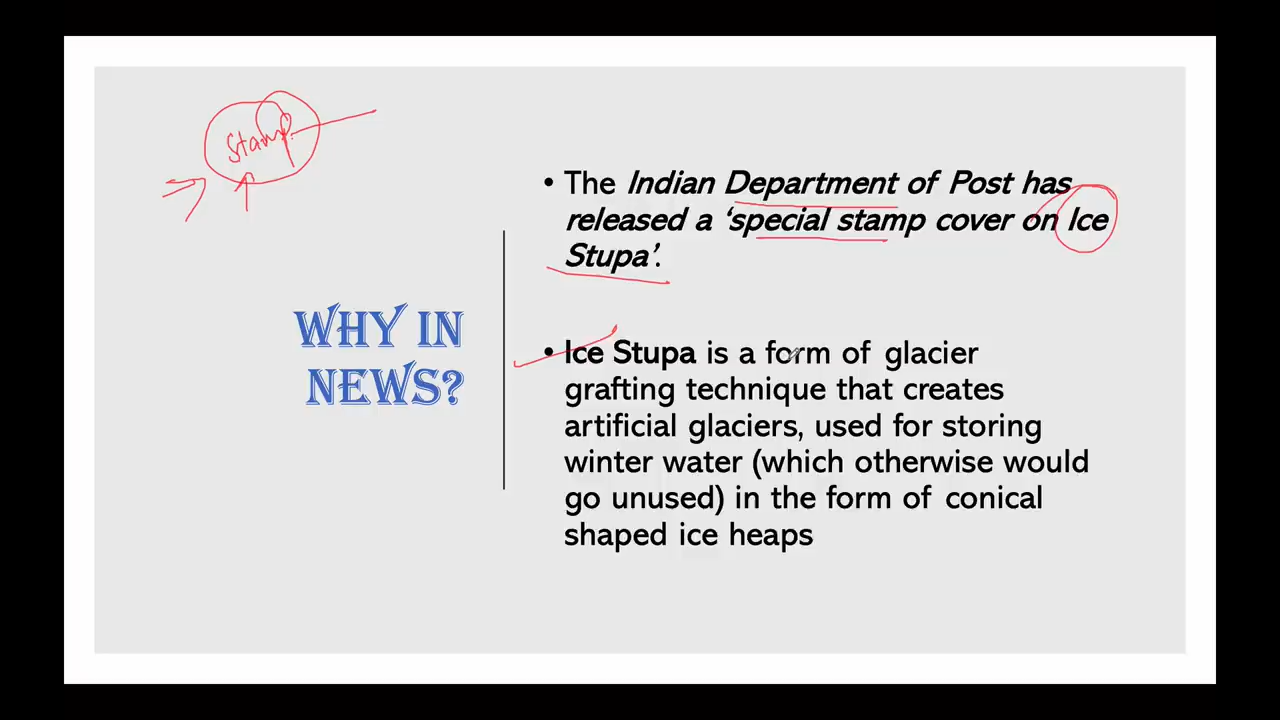 Stamp
WHY IN
NEWS?
• The Indian Department of Post has
released a ‘special stamp cover on Ice
Stupa’.
• Ice Stupa is a form of glacier
grafting technique that creates
artificial glaciers, used for storing
winter water (which otherwise would
go unused) in the form of conical
shaped ice heaps